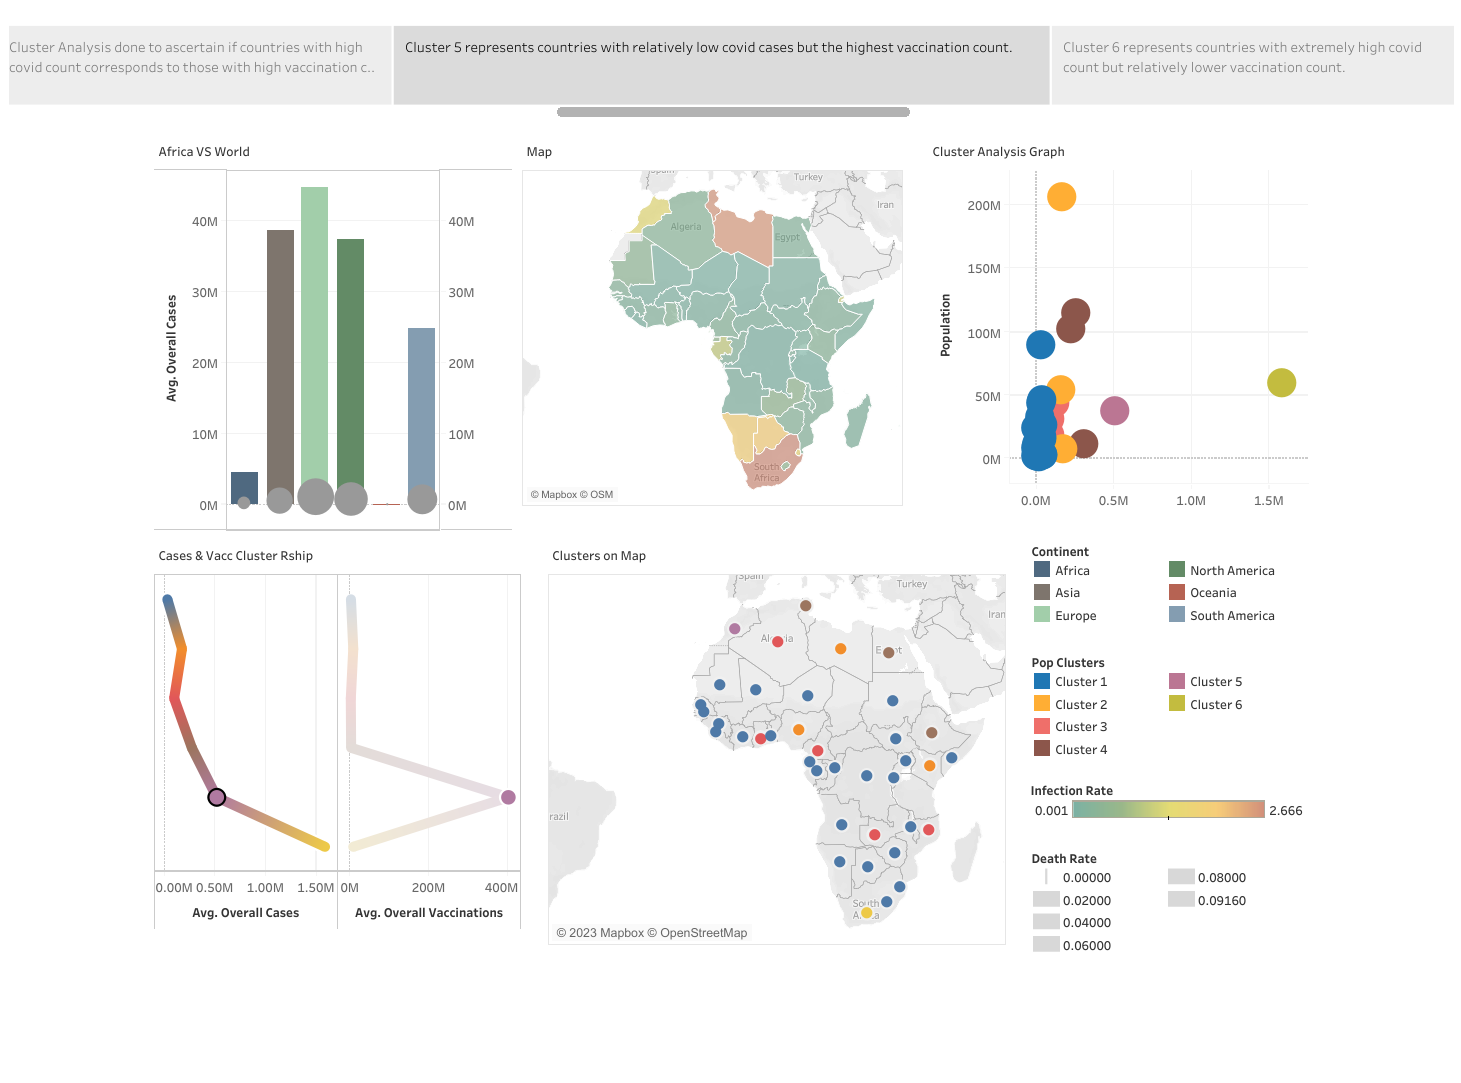 Cluster Analysis done to ascertain if countries with high
covid count corresponds to those with high vaccination c..
Cluster 5 represents countries with relatively low covid cases but the highest vaccination count.
Cluster 6 represents countries with extremely high covid
count but relatively lower vaccination count.
Africa VS World
Avg. Overall Cases
40M
30M
20M
10M
0M
40M
30M
20M
10M
0M
Map
Spain
Turkey
Iran
Algeria
Egypt
South
Africa
© Mapbox © OSM
Cluster Analysis Graph
Population
200M
150M
100M
50M
0M
0.0M 0.5M 1.0M 1.5M
Cases & Vacc Cluster Rship
0.00M 0.50M 1.00M 1.50M
Avg. Overall Cases
0M 200M 400M
Avg. Overall Vaccinations
Clusters on Map
Spain
Turkey
Iran
razil
South
© 2023 Mapbox © OpenStreetMap
Continent
Africa
Asia
Europe
North America
Oceania
South America
Pop Clusters
Cluster 1
Cluster 2
Cluster 3
Cluster 4
Cluster 5
Cluster 6
Infection Rate
0.001 2.666
Death Rate
0.00000
0.02000
0.04000
0.06000
0.08000
0.09160